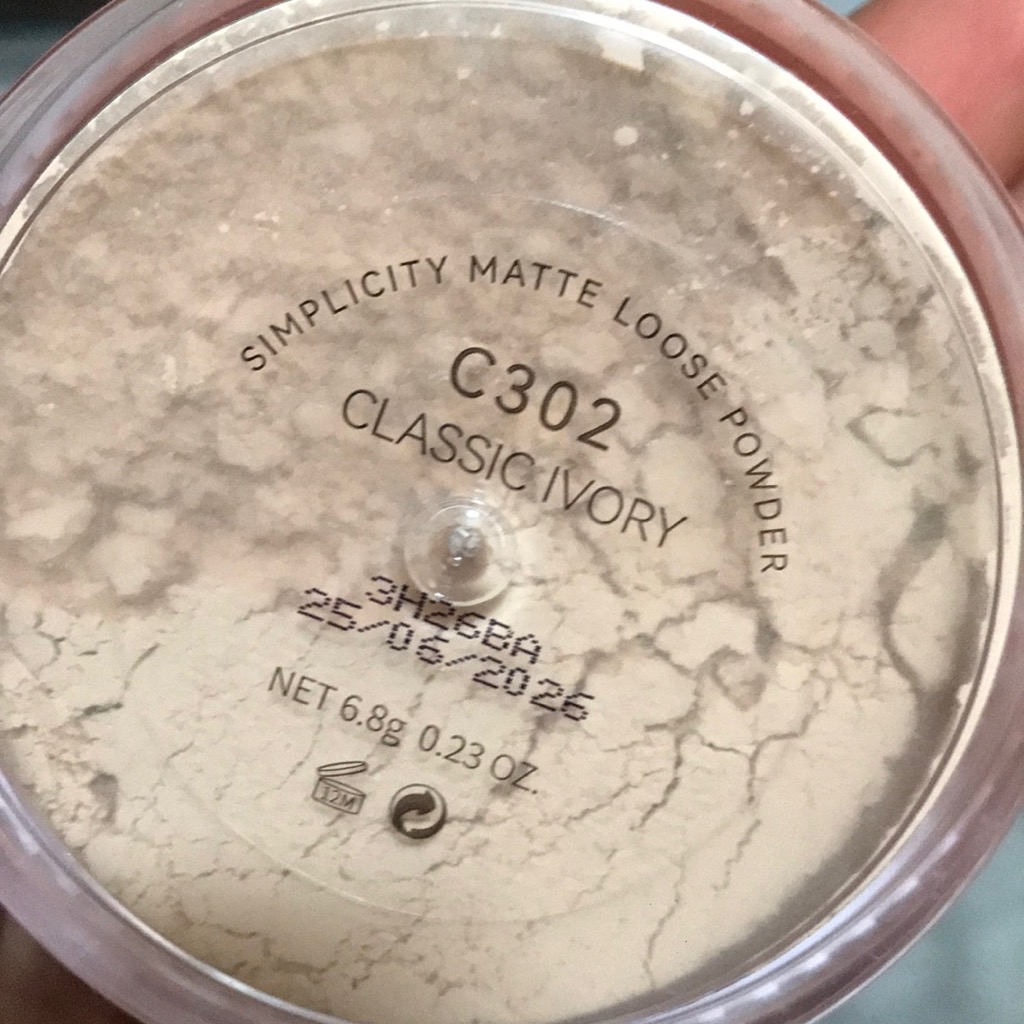 SIMPLICITY MATTE LOOSE POWDER
C302
CLASSIC IVORY
3H26BA
25/06/2026
NET 6.8g 0.23 OZ.
12M